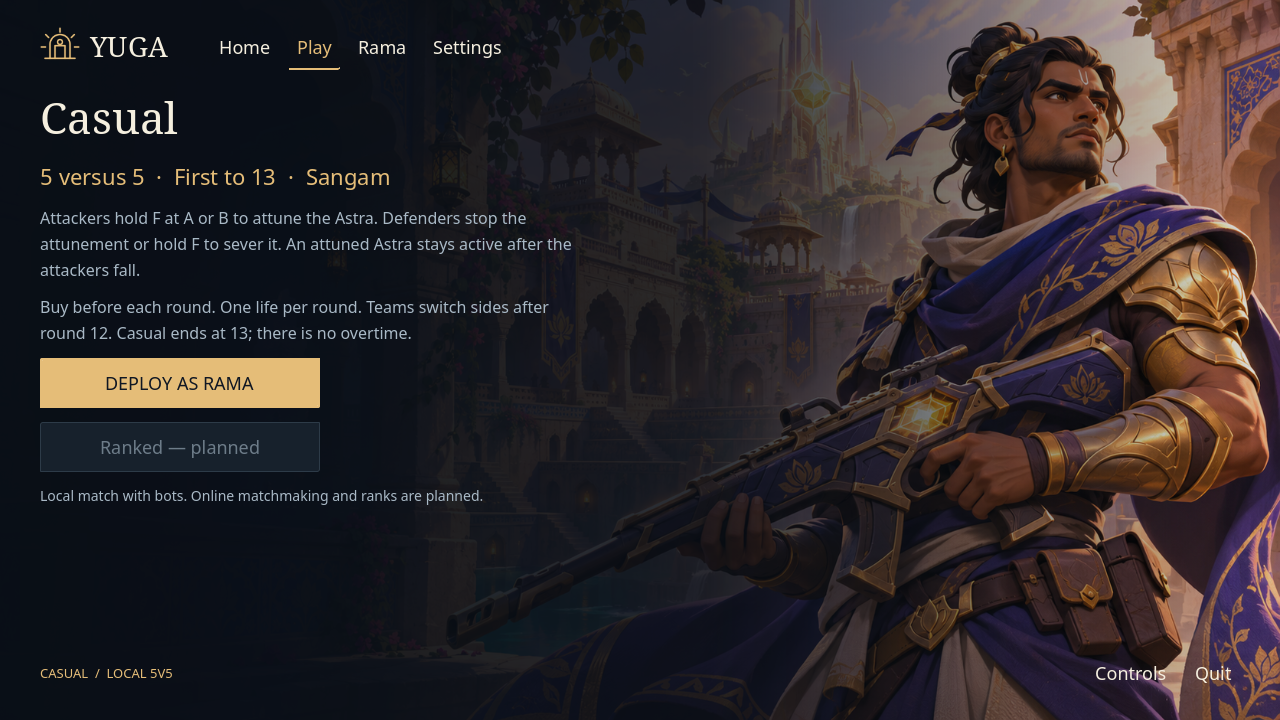 YUGA
Home
Play
Rama
Settings
Casual
5 versus 5 · First to 13 · Sangam
Attackers hold F at A or B to attune the Astra. Defenders stop the
attunement or hold F to sever it. An attuned Astra stays active after the
attackers fall.
Buy before each round. One life per round. Teams switch sides after
round 12. Casual ends at 13; there is no overtime.
DEPLOY AS RAMA
Ranked — planned
Local match with bots. Online matchmaking and ranks are planned.
CASUAL / LOCAL 5V5
Controls
Quit